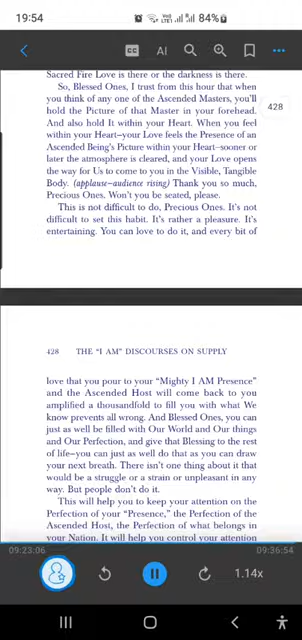 19:54
84%
CC
AI
428
Sacred Fire Love is there or the darkness is there.
So, Blessed Ones, I trust from this hour that when
you think of any one of the Ascended Masters, you'll
hold the Picture of that Master in your forehead.
And also hold It within your Heart. When you feel
within your Heart–your Love feels the Presence of an
Ascended Being's Picture within your Heart–sooner or
later the atmosphere is cleared, and your Love opens
the way for Us to come to you in the Visible, Tangible
Body. (applause–audience rising) Thank you so much,
Precious Ones. Won't you be seated, please.
This is not difficult to do, Precious Ones. It's not
difficult to set this habit. It's rather a pleasure. It's
entertaining. You can love to do it, and every bit of
428 THE “I AM” DISCOURSES ON SUPPLY
love that you pour to your “Mighty I AM Presence”
and the Ascended Host will come back to you
amplified a thousandfold to fill you with what We
know prevents all wrong. And Blessed Ones, you can
just as well be filled with Our World and Our things
and Our Perfection, and give that Blessing to the rest
of life–you can just as well do that as you can draw
your next breath. There isn't one thing about it that
would be a struggle or a strain or unpleasant in any
way. But people don't do it.
This will help you to keep your attention on the
Perfection of your “Presence,” the Perfection of the
Ascended Host, the Perfection of what belongs in
your Nation. It will help you control your attention
09:23:06
09:36:54
1.14x